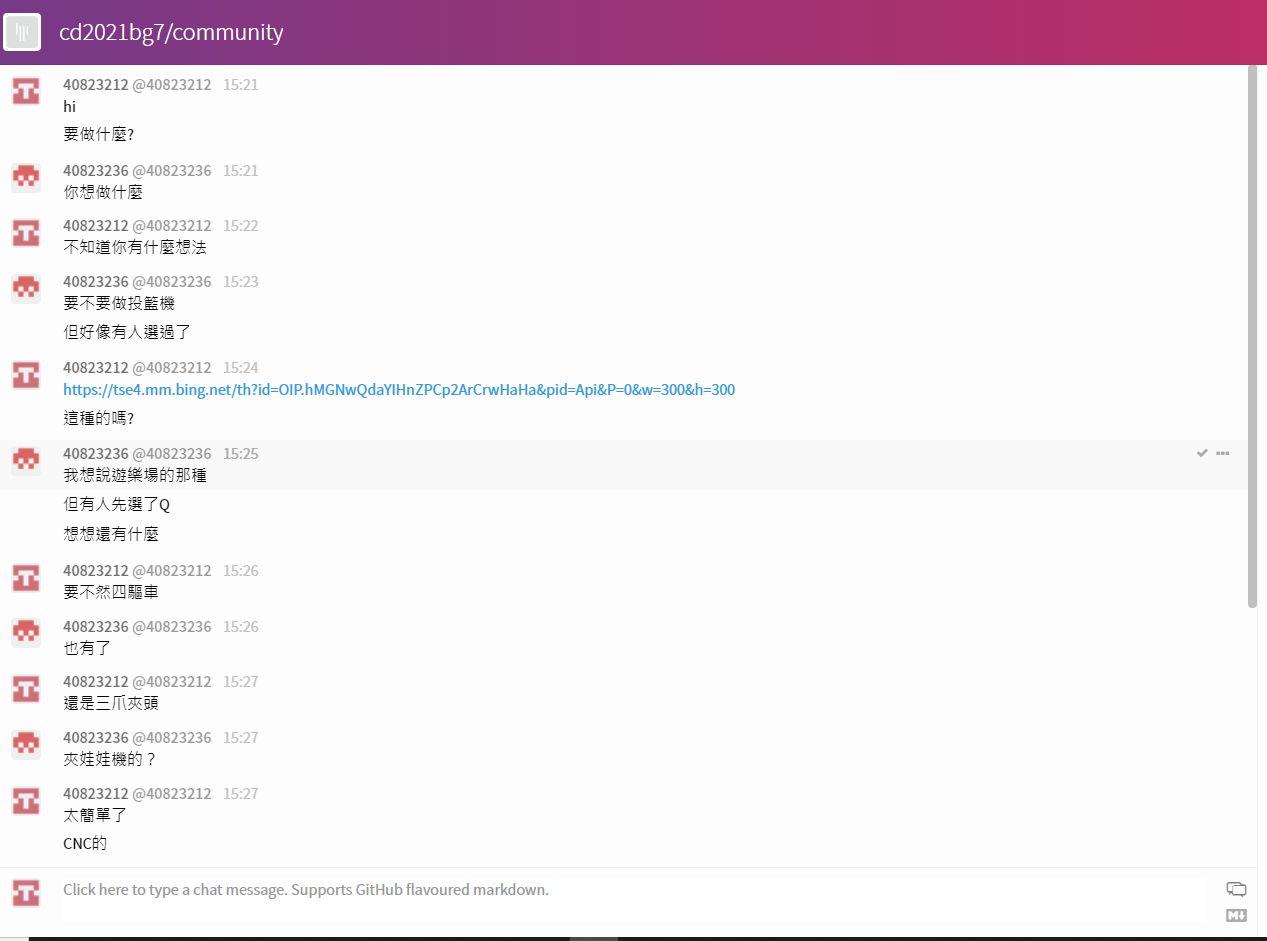 cd2021bg7/community
40823212 @40823212 15:21
hi
要做什麼?
40823236 @40823236 15:21
你想做什麼
40823212 @40823212 15:22
不知道你有什麼想法
40823236 @40823236 15:23
要不要做投籃機
但好像有人選過了
40823212 @40823212 15:24
https://tse4.mm.bing.net/th?id=OIP.hMGNwQdaYIHnZPCp2ArCrwHaHa&pid=Api&P=0&w=300&h=300
這種的嗎?
40823236 @40823236 15:25
我想說遊樂場的那種
但有人先選了Q
想想還有什麼
40823212 @40823212 15:26
要不然四驅車
40823236 @40823236 15:26
也有了
40823212 @40823212 15:27
還是三爪夾頭
40823236 @40823236 15:27
夾娃娃機的？
40823212 @40823212 15:27
太簡單了
CNC的
Click here to type a chat message. Supports GitHub flavoured markdown.